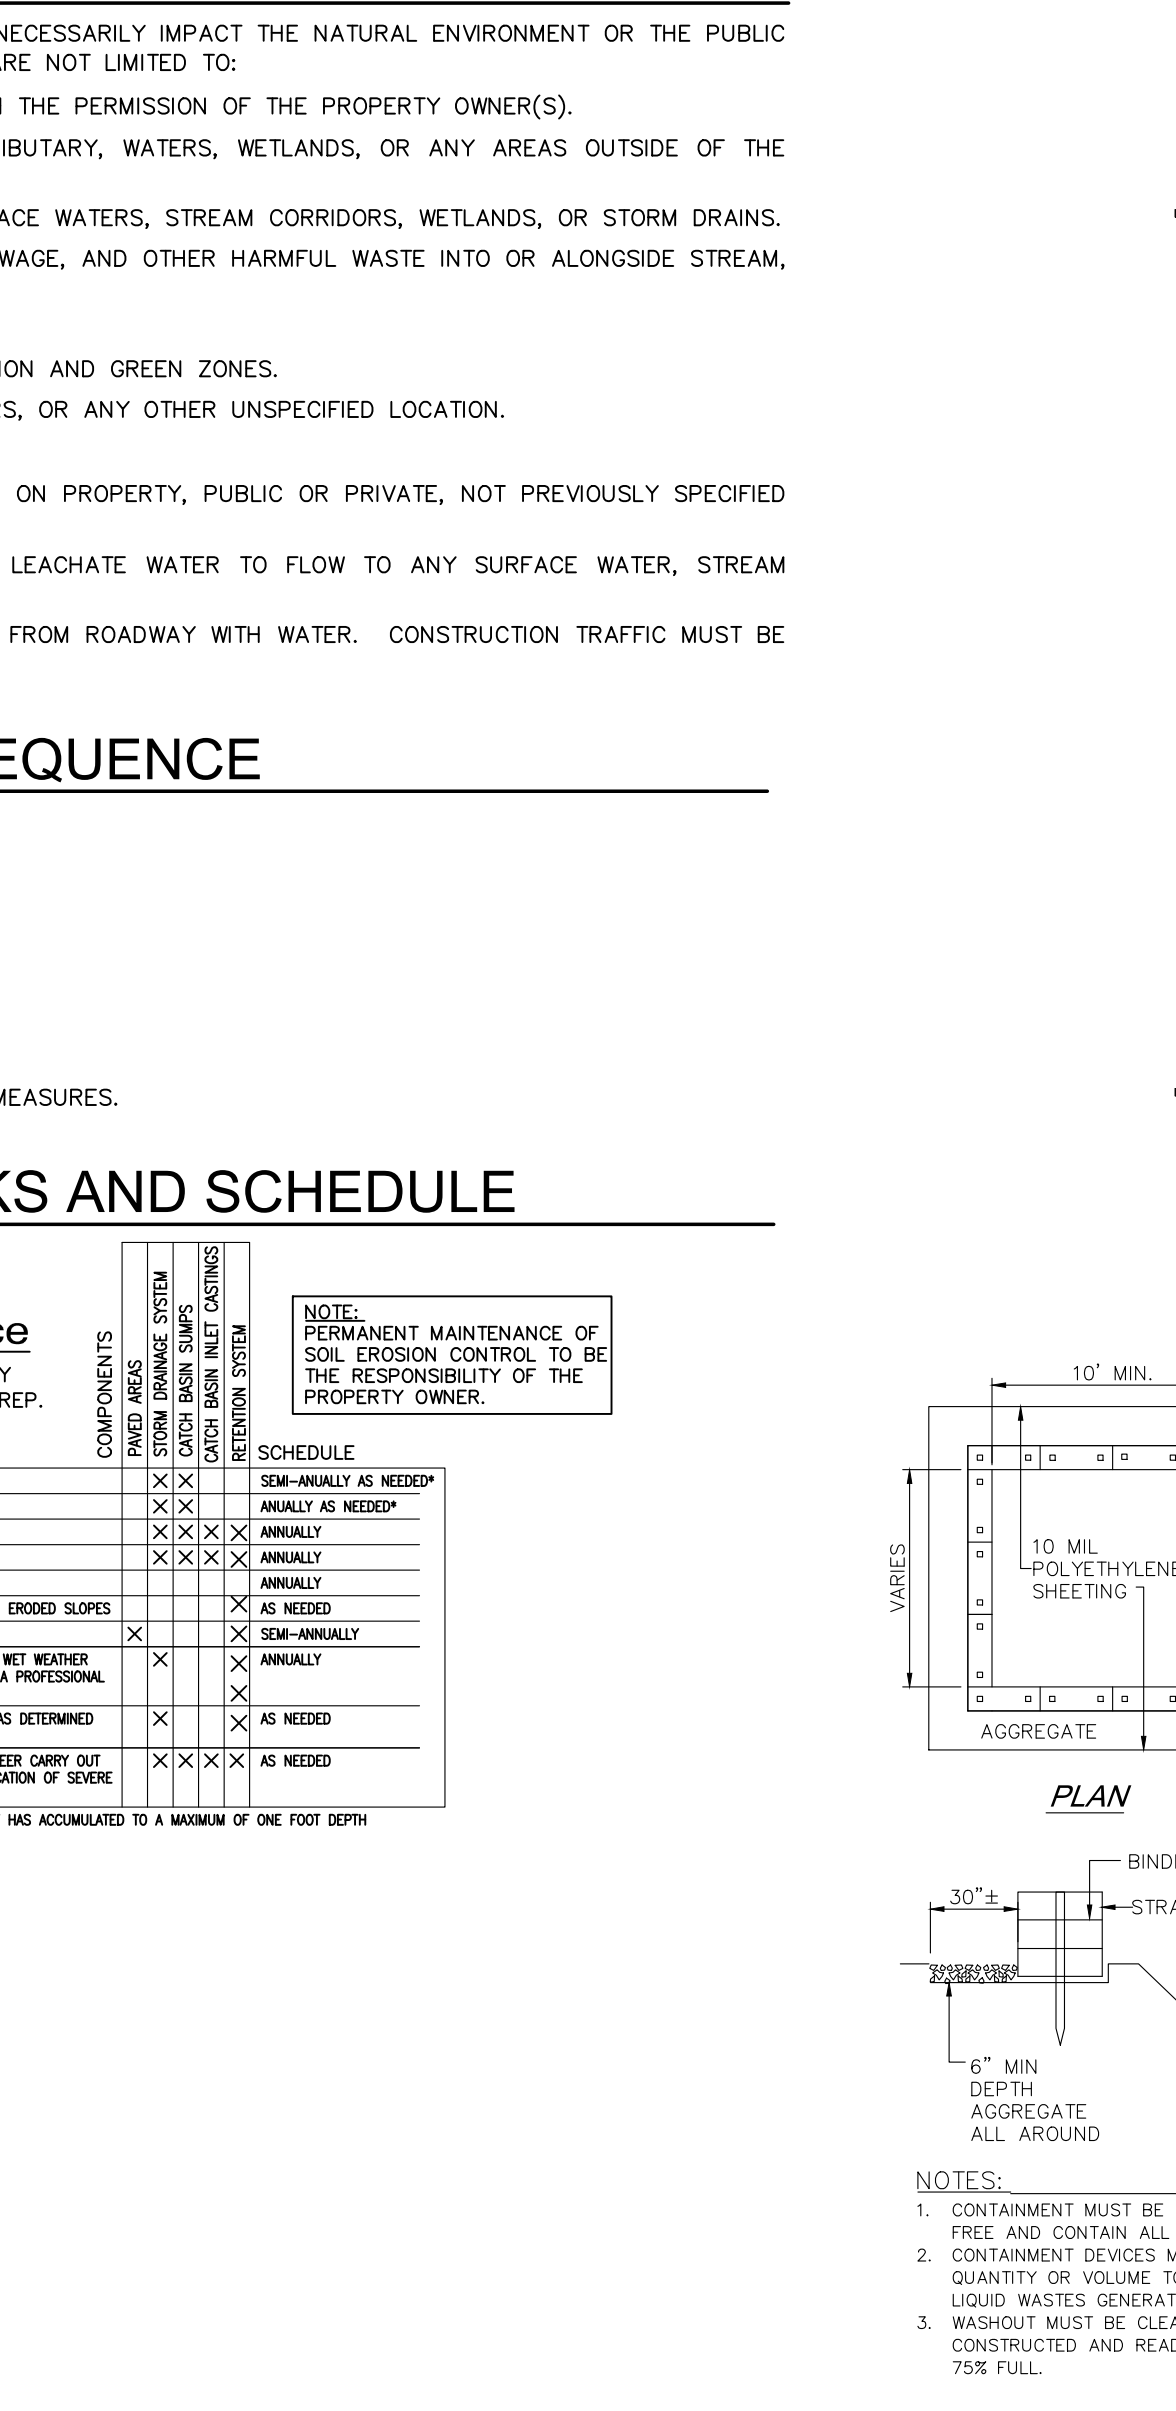 NECESSARILY IMPACT THE NATURAL ENVIRONMENT OR THE PUBLIC
ARE NOT LIMITED TO:
THE PERMISSION OF THE PROPERTY OWNER(S).
IBUTARY, WATERS, WETLANDS, OR ANY AREAS OUTSIDE OF THE
ACE WATERS, STREAM CORRIDORS, WETLANDS, OR STORM DRAINS.
WAGE, AND OTHER HARMFUL WASTE INTO OR ALONGSIDE STREAM,
ION AND GREEN ZONES.
RS, OR ANY OTHER UNSPECIFIED LOCATION.
ON PROPERTY, PUBLIC OR PRIVATE, NOT PREVIOUSLY SPECIFIED
LEACHATE WATER TO FLOW TO ANY SURFACE WATER, STREAM
FROM ROADWAY WITH WATER. CONSTRUCTION TRAFFIC MUST BE
EQUENCE
MEASURES.
KS AND SCHEDULE
ce
Y
REP.
COMPONENTS
PAVED AREAS
STORM DRAINAGE SYSTEM
CATCH BASIN SUMPS
CATCH BASIN INLET CASTINGS
RETENTION SYSTEM
SCHEDULE
NOTE:
PERMANENT MAINTENANCE OF
SOIL EROSION CONTROL TO BE
THE RESPONSIBILITY OF THE
PROPERTY OWNER.
X X SEMI-ANUALLY AS NEEDED*
X X ANUALLY AS NEEDED*
X X X X ANNUALLY
X X X X ANNUALLY
ANNUALLY
ERODED SLOPES X AS NEEDED
X X SEMI-ANNUALLY
WET WEATHER X X ANNUALLY
A PROFESSIONAL X
AS DETERMINED X X AS NEEDED
EER CARRY OUT X X X X AS NEEDED
CATION OF SEVERE
HAS ACCUMULATED TO A MAXIMUM OF ONE FOOT DEPTH
10' MIN.
VARIES
10 MIL
POLYETHYLENE
SHEETING
AGGREGATE
PLAN
BINDI
30"±
STRA
6" MIN
DEPTH
AGGREGATE
ALL AROUND
NOTES:
1. CONTAINMENT MUST BE
FREE AND CONTAIN ALL
2. CONTAINMENT DEVICES M
QUANTITY OR VOLUME TO
LIQUID WASTES GENERAT
3. WASHOUT MUST BE CLEA
CONSTRUCTED AND READ
75% FULL.